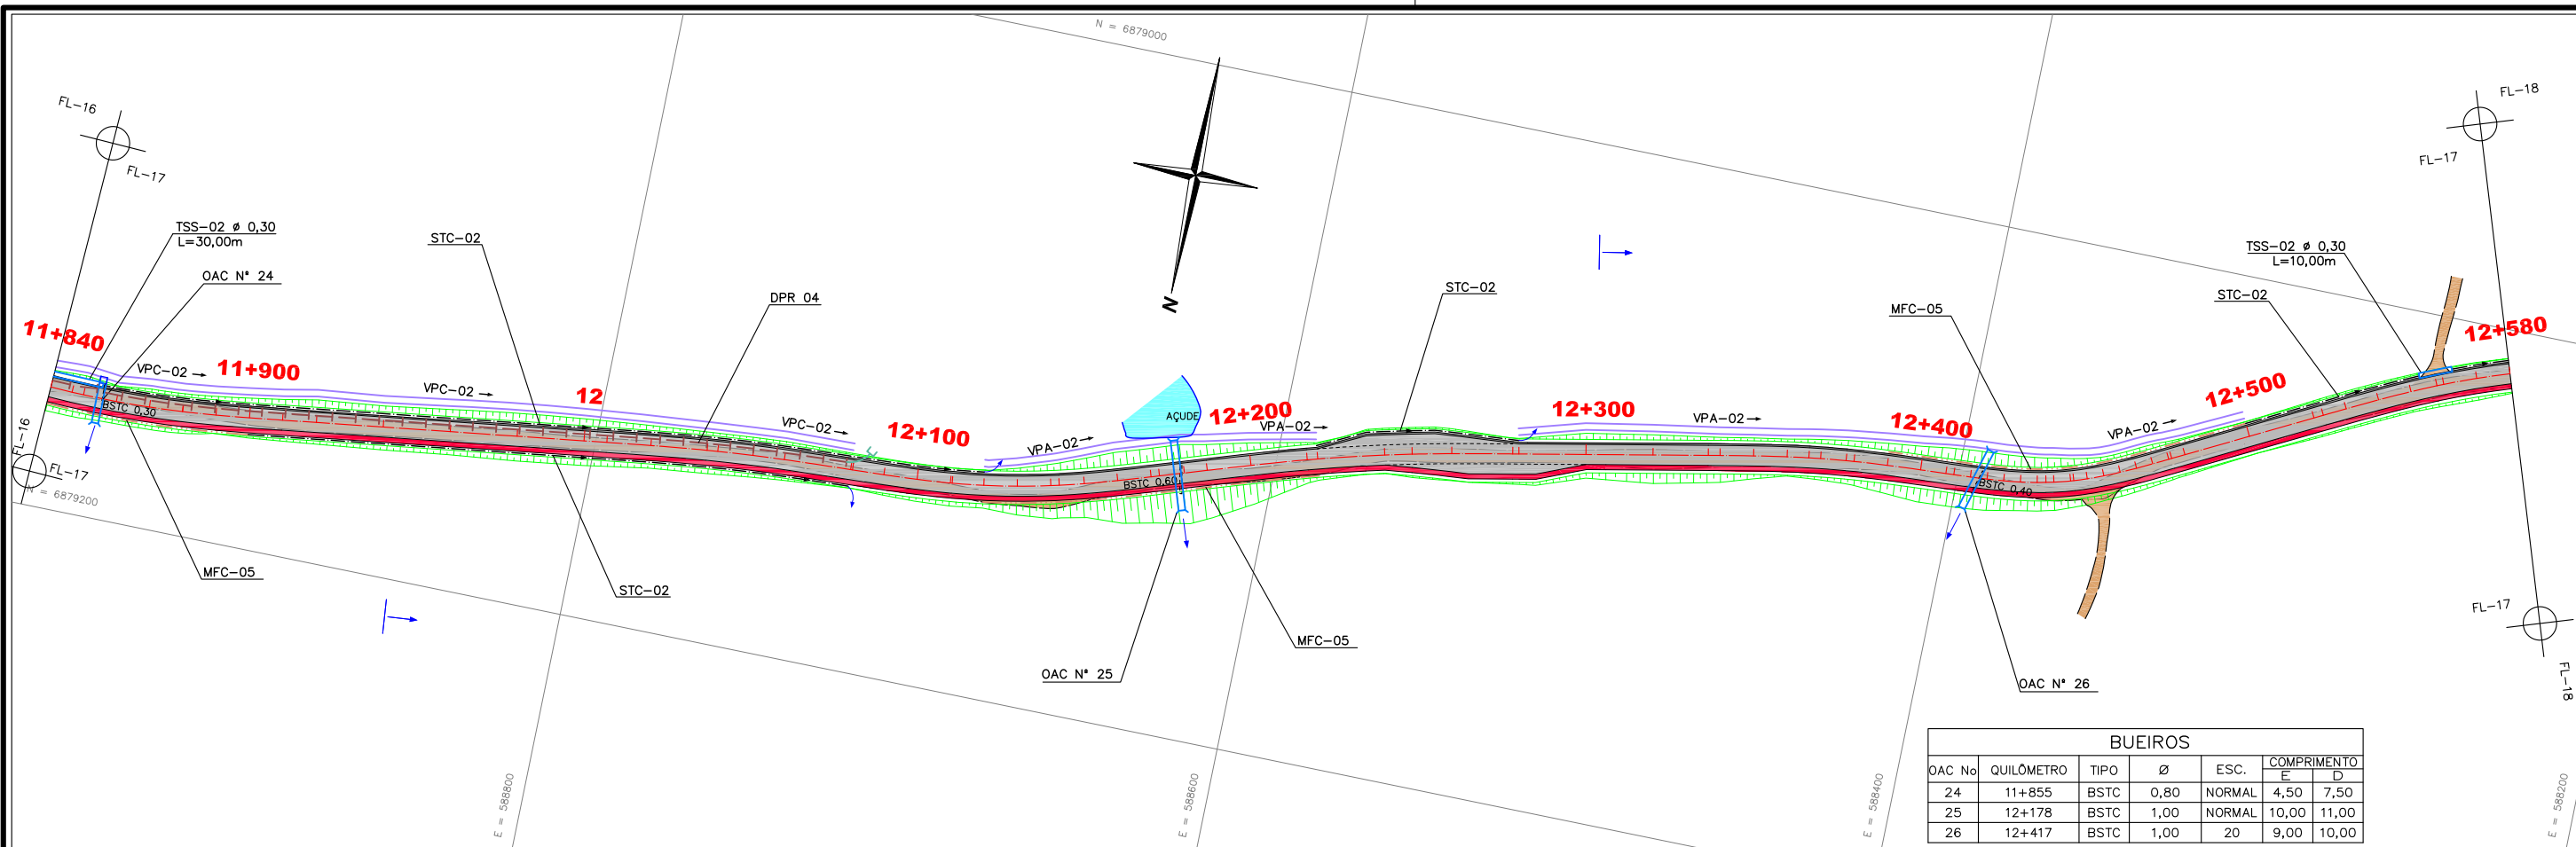 N = 6879000
FL-16
FL-17
FL-18
FL-17
TSS-02 ø 0,30
L=30,00m
STC-02
OAC N° 24
DPR 04
N
STC-02
MFC-05
TSS-02 ø 0,30
L=10,00m
STC-02
11+840
VPC-02
11+900
VPC-02
12
VPC-02
12+100
VPA-02
AÇUDE
12+200
VPA-02
12+300
VPA-02
12+400
VPA-02
12+500
12+580
BSTC 0,30
BSTC 0,60
BSTC 0,40
FL-16
FL-17
N = 6879200
MFC-05
STC-02
OAC N° 25
MFC-05
OAC N° 26
FL-17
FL-18
E = 588800
E = 588600
E = 588400
E = 588200
BUEIROS
OAC No QUILÔMETRO TIPO Ø ESC. COMPRIMENTO
E D
24 11+855 BSTC 0,80 NORMAL 4,50 7,50
25 12+178 BSTC 1,00 NORMAL 10,00 11,00
26 12+417 BSTC 1,00 20 9,00 10,00